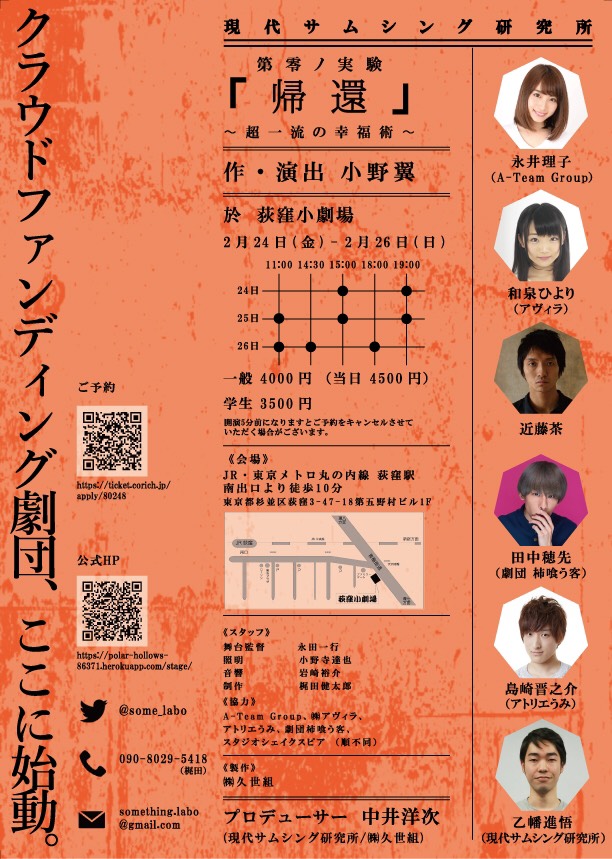 クラウドファンディング劇団、ここに始動。
現代サムシング研究所
第零ノ実験
「帰還」
～超一流の幸福術～
作・演出 小野翼
於 荻窪小劇場
2月24日(金)-2月26日(日)
11:00 14:30 15:00 18:00 19:00
24日
25日
26日
一般 4000円 (当日 4500円)
学生 3500円
開演5分前になりますとご予約をキャンセルさせて
いただく場合がございます。
《会場》
JR・東京メトロ丸の内線 荻窪駅
南出口より徒歩10分
東京都杉並区荻窪3-47-18第五野村ビル1F
JR荻窪
荻窪小劇場
《スタッフ》
舞台監督 永田一行
照明 小野寺達也
音響 岩崎裕介
制作 梶田健太郎
《協力》
A-Team Group、㈱アヴィラ、
アトリエうみ、劇団柿喰う客、
スタジオシェイクスピア (順不同)
《製作》
㈱久世組
プロデューサー 中井洋次
(現代サムシング研究所/㈱久世組)
ご予約
https://ticket.corich.jp/
apply/80248
公式HP
https://polar-hollows-
86371.herokuapp.com/stage/
@some_labo
090-8029-5418
(梶田)
something.labo
@gmail.com
永井理子
(A-Team Group)
和泉ひより
(アヴィラ)
近藤茶
田中穂先
(劇団 柿喰う客)
島崎晋之介
(アトリエうみ)
乙幡進悟
(現代サムシング研究所)